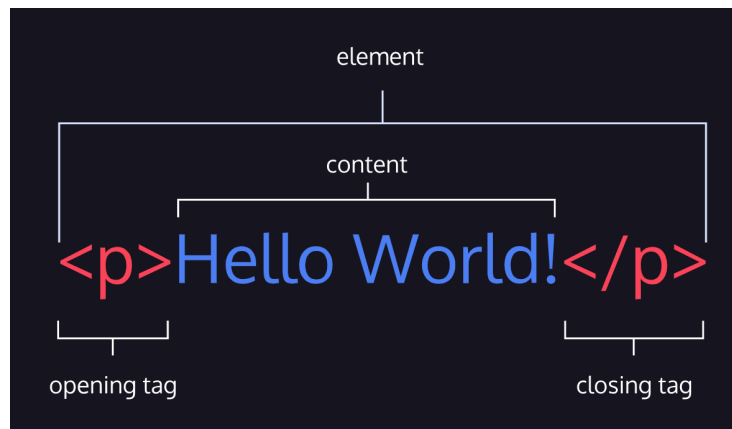 element
content
<p>Hello World!</p>
opening tag
closing tag